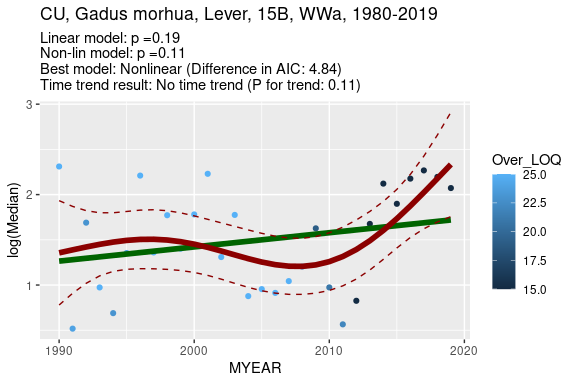 CU, Gadus morhua, Lever, 15B, WWa, 1980-2019
Linear model: p =0.19
Non-lin model: p =0.11
Best model: Nonlinear (Difference in AIC: 4.84)
Time trend result: No time trend (P for trend: 0.11)
3
2
1
log(Median)
1990
2000
2010
2020
MYEAR
Over_LOQ
25.0
22.5
20.0
17.5
15.0